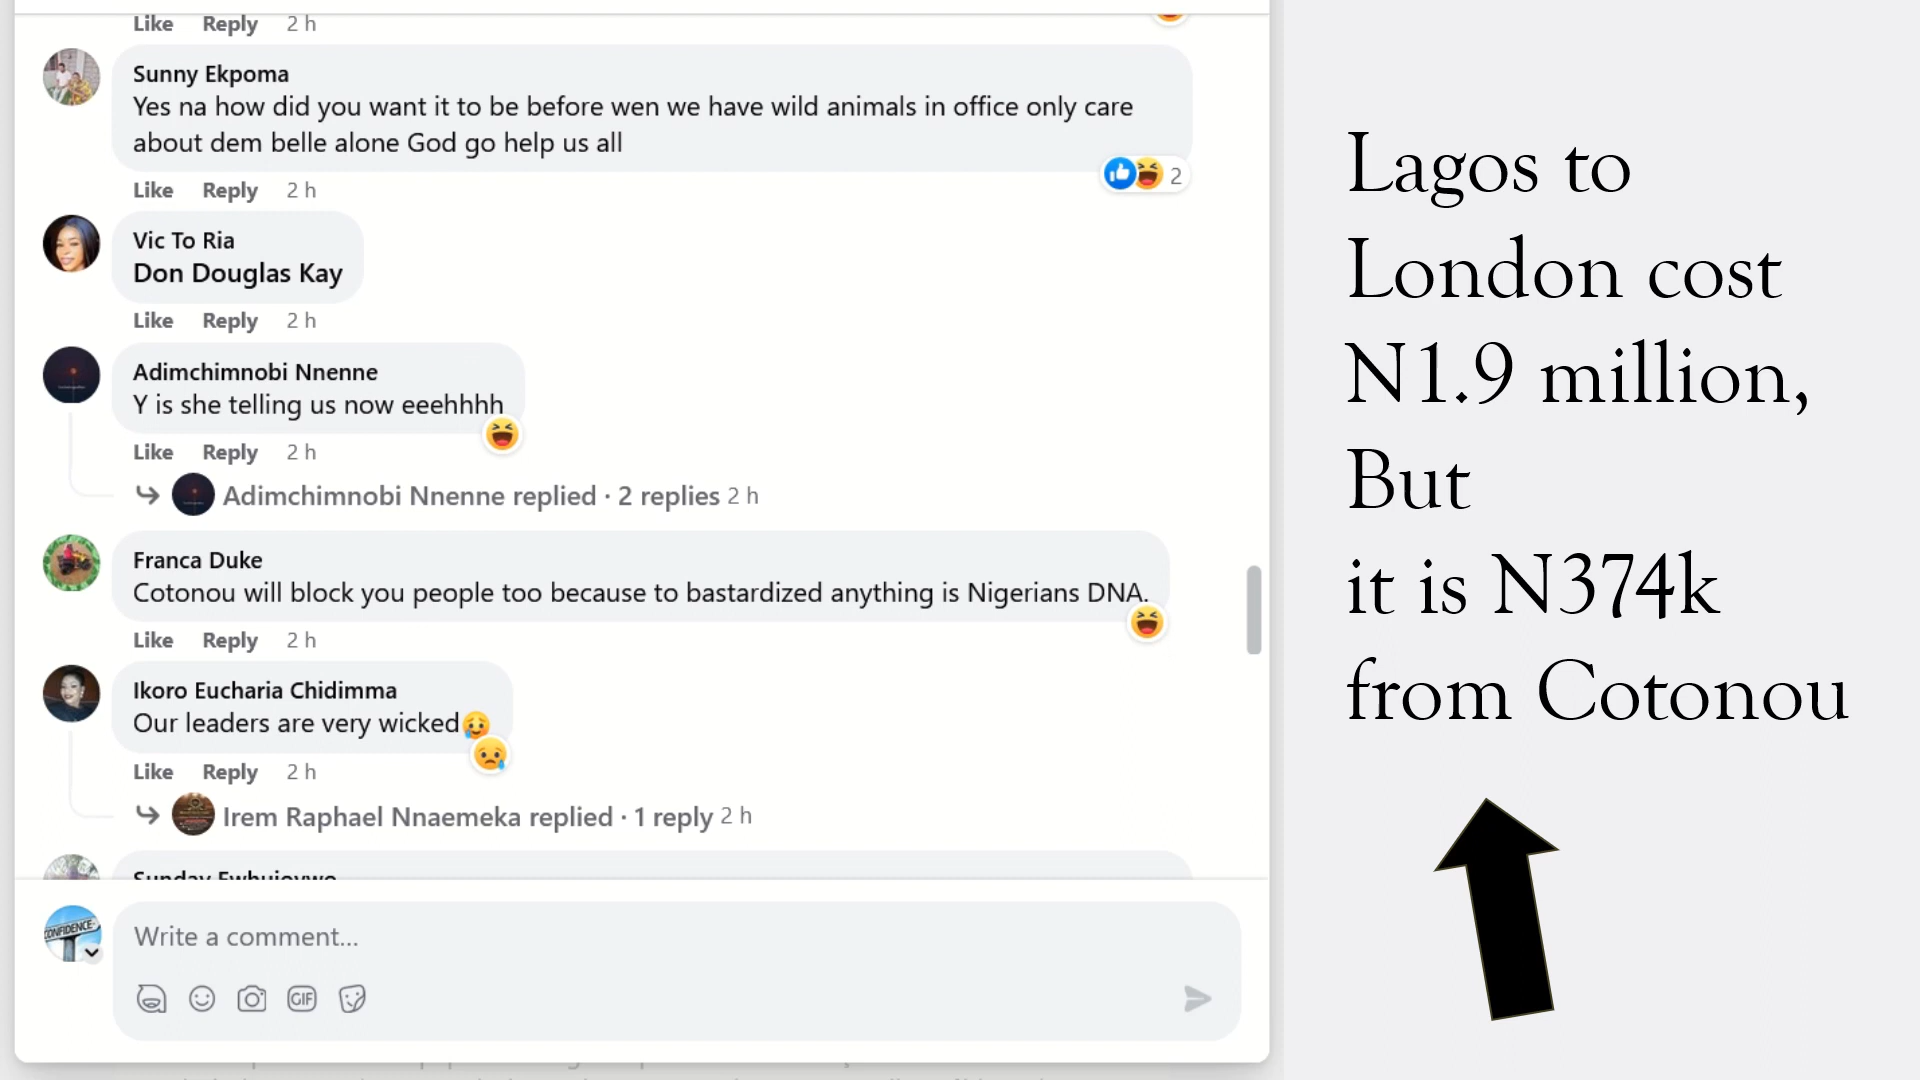 Like Reply 2 h
Sunny Ekpoma
Yes na how did you want it to be before wen we have wild animals in office only care
about dem belle alone God go help us all
2
Like Reply 2 h
Vic To Ria
Don Douglas Kay
Like Reply 2 h
Adimchimnobi Nnenne
Y is she telling us now eeehhhh
Like Reply 2 h
Adimchimnobi Nnenne replied · 2 replies 2 h
Franca Duke
Cotonou will block you people too because to bastardized anything is Nigerians DNA.
Like Reply 2 h
Ikoro Eucharia Chidimma
Our leaders are very wicked🥲
Like Reply 2 h
Irem Raphael Nnaemeka replied · 1 reply 2 h
Sunday
CONFIDENCE
Write a comment...
GIF
Lagos to
London cost
N1.9 million,
But
it is N374k
from Cotonou